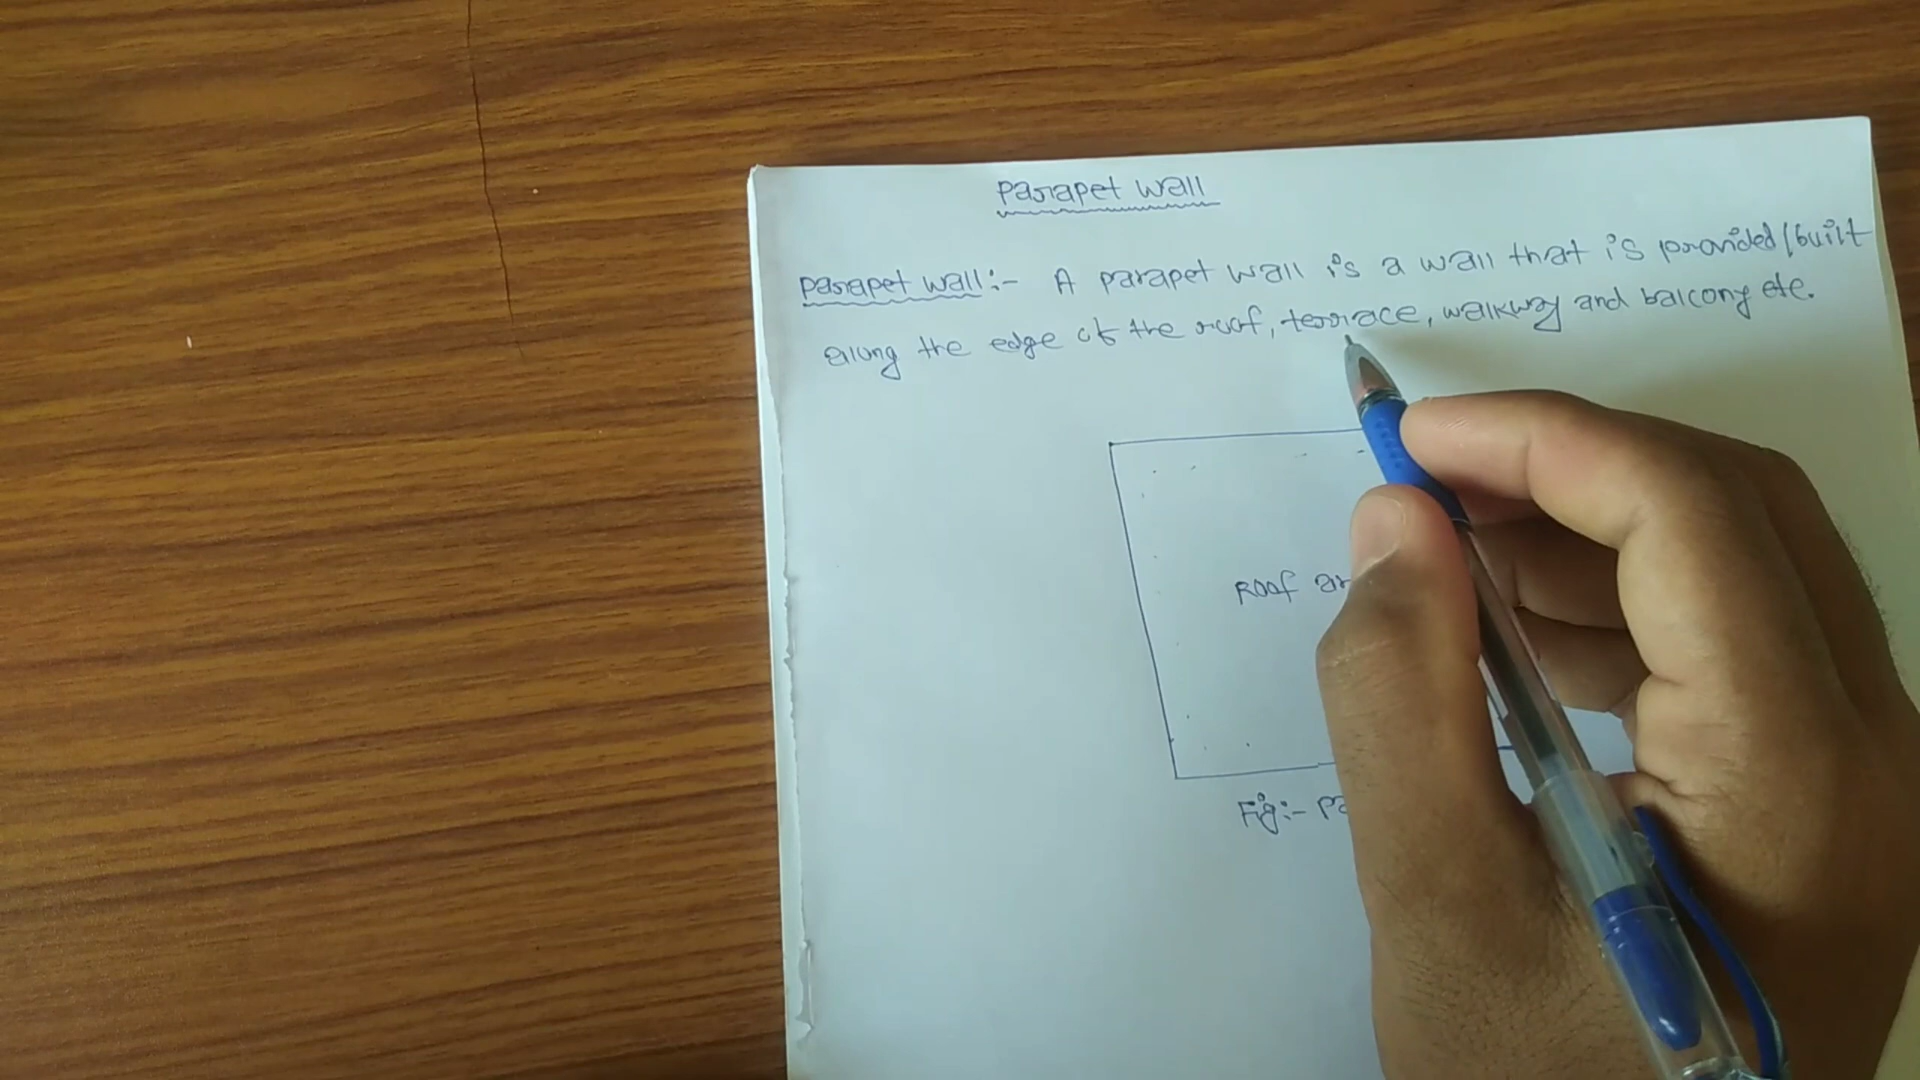 Parapet wall
Parapet wall:- A parapet wall is a wall that is provided/built
along the edge of the roof, terrace, walkway and balcony etc.
Roof
Fig:-